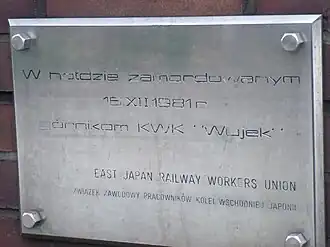 W hołdzie zamordowanym
16.XII.1981 r
górnikom KWK "Wujek"
EAST JAPAN RAILWAY WORKERS UNION
ZWIĄZEK ZAWODOWY PRACOWNIKÓW KOLEI WSCHODNIEJ JAPONII